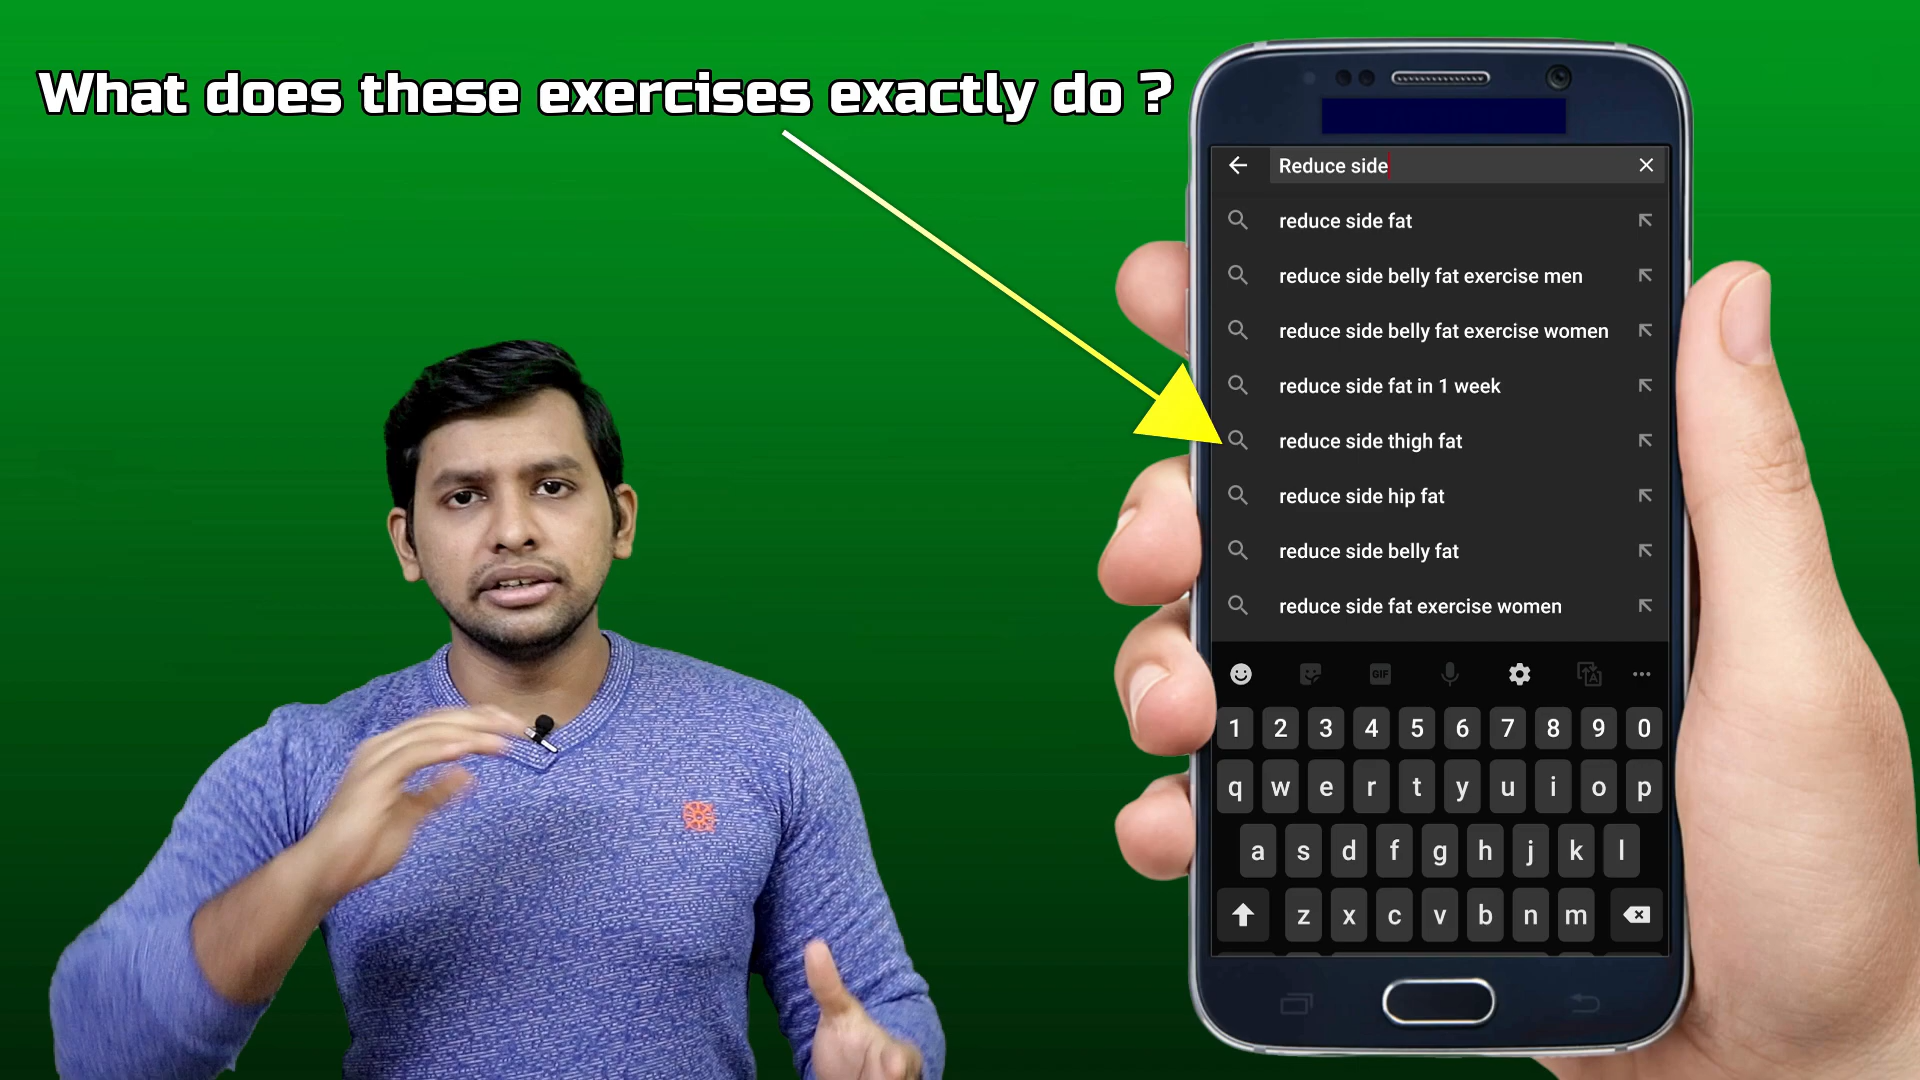 What does these exercises exactly do ?
Reduce side
reduce side fat
reduce side belly fat exercise men
reduce side belly fat exercise women
reduce side fat in 1 week
reduce side thigh fat
reduce side hip fat
reduce side belly fat
reduce side fat exercise women
GIF
1 2 3 4 5 6 7 8 9 0
q w e r t y u i o p
a s d f g h j k l
z x c v b n m